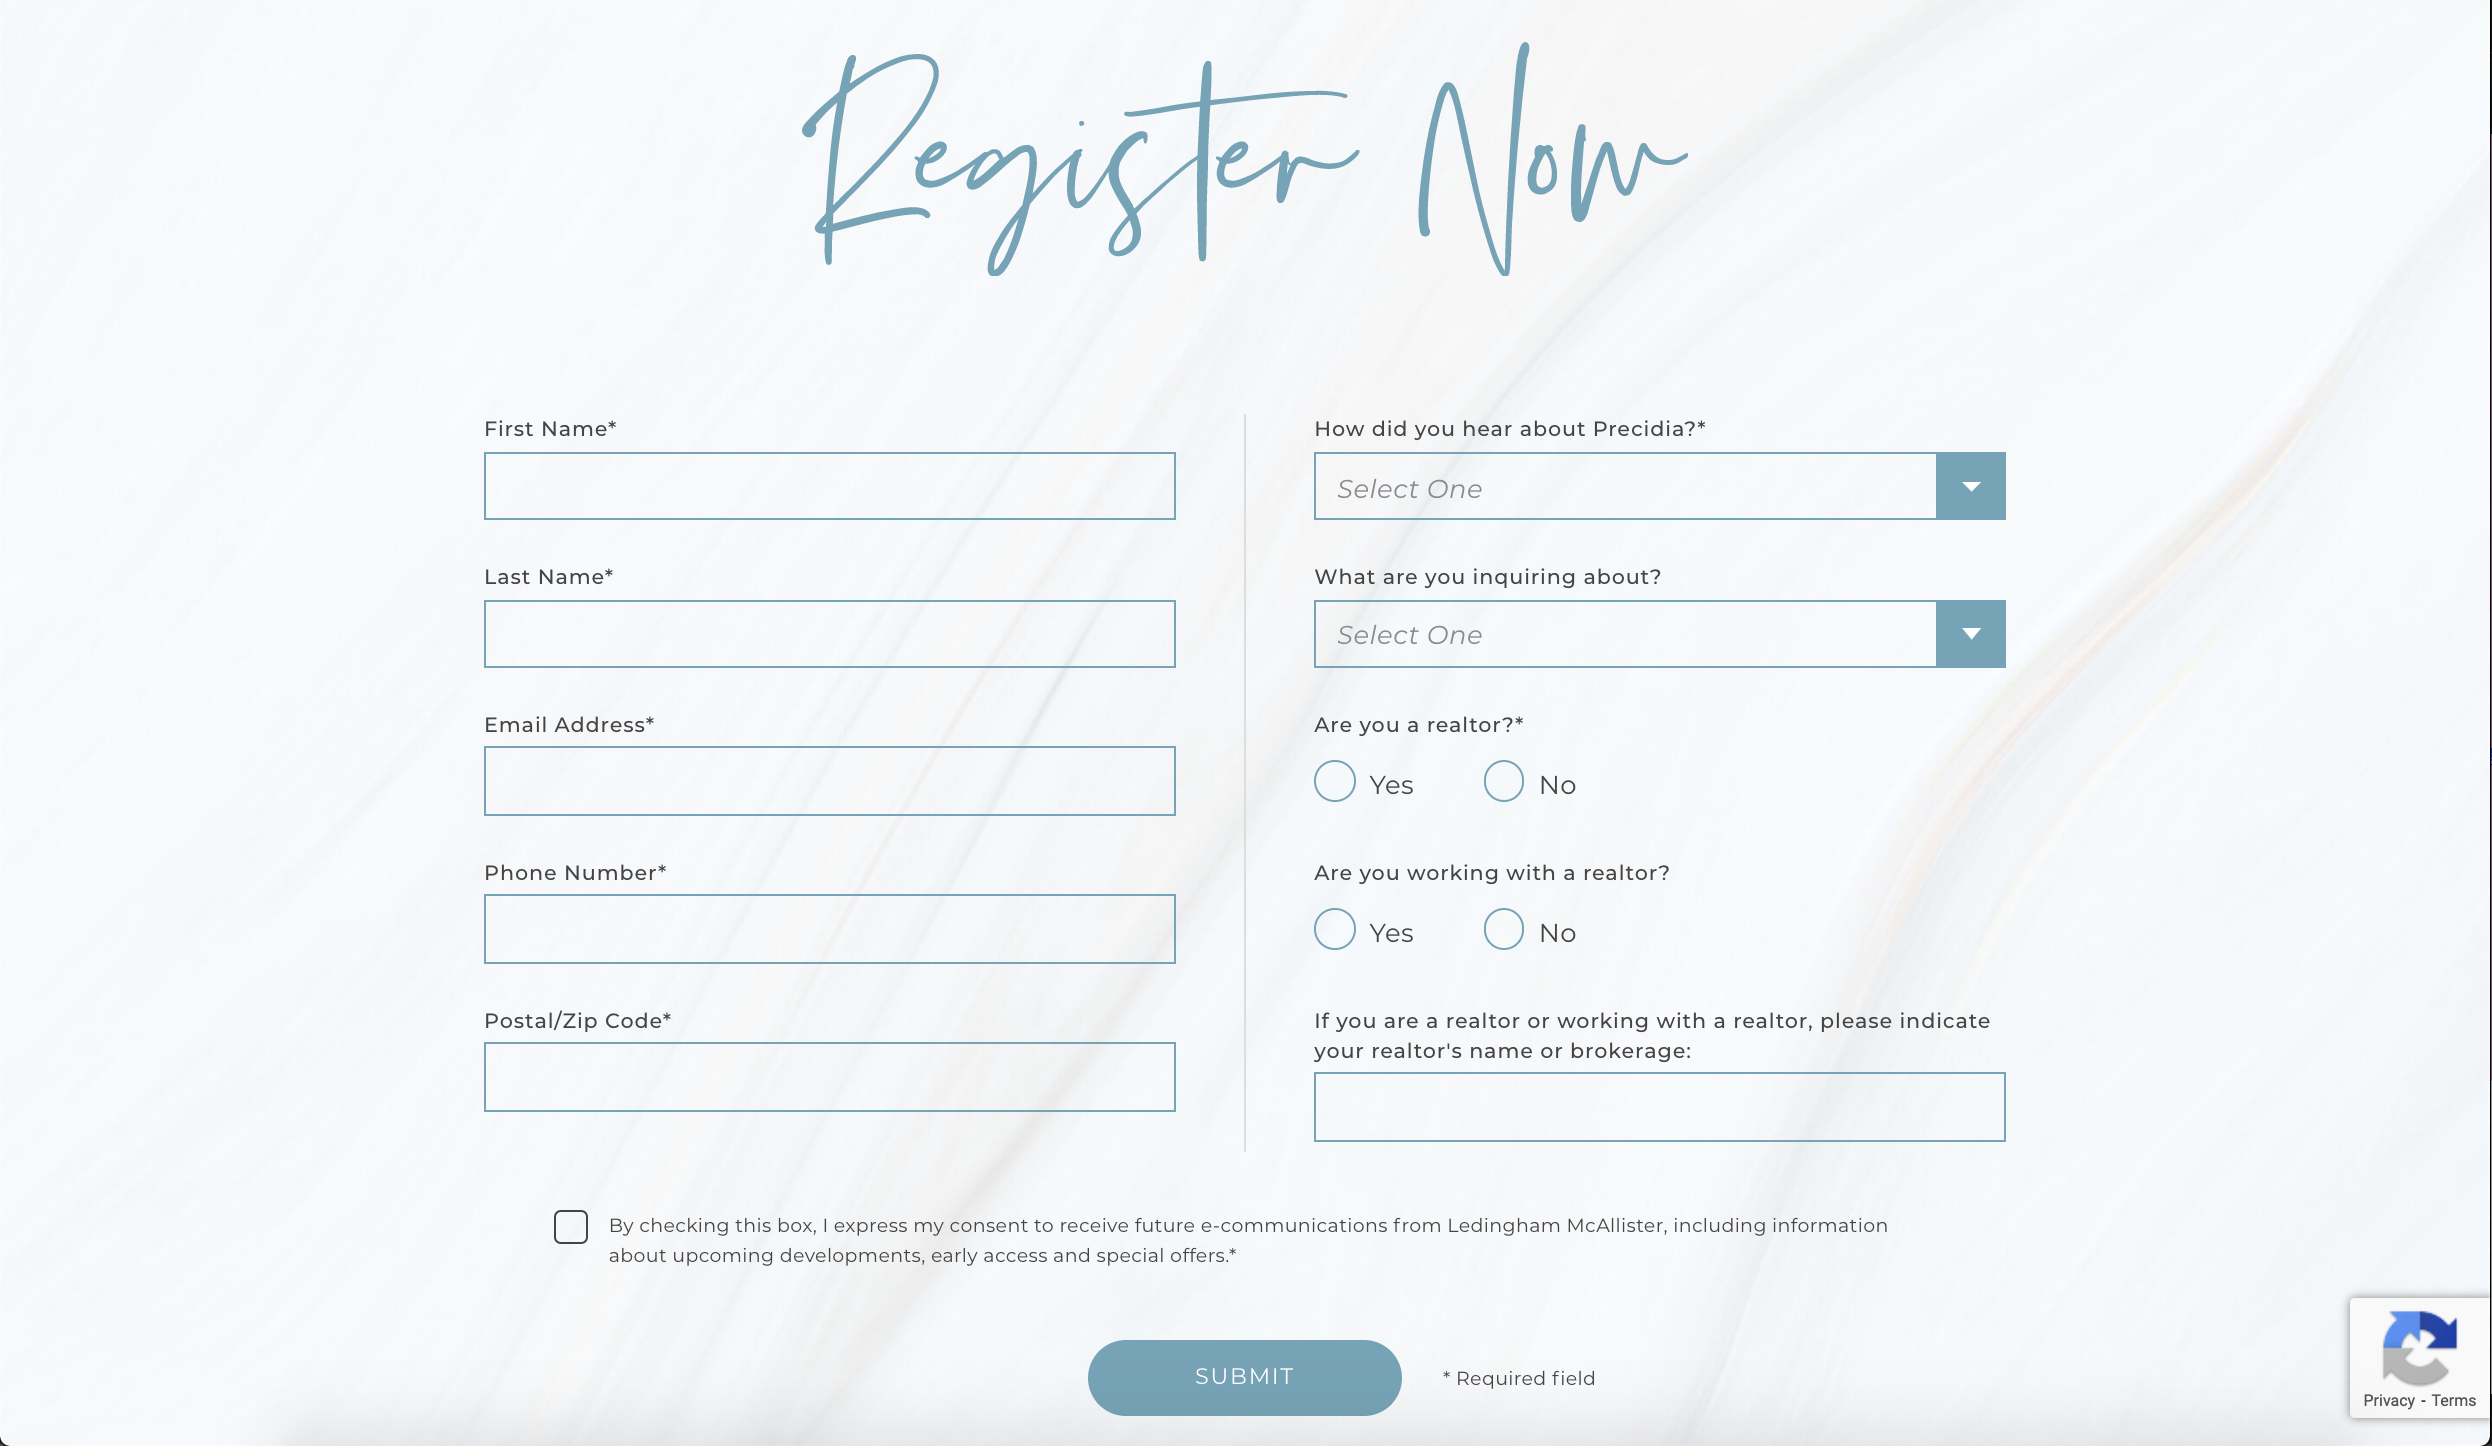 Register Now
First Name*
Last Name*
Email Address*
Phone Number*
Postal/Zip Code*
How did you hear about Precidia?*
Select One
What are you inquiring about?
Select One
Are you a realtor?*
Yes No
Are you working with a realtor?
Yes No
If you are a realtor or working with a realtor, please indicate
your realtor's name or brokerage:
By checking this box, I express my consent to receive future e-communications from Ledingham McAllister, including information
about upcoming developments, early access and special offers.*
SUBMIT
* Required field
Privacy - Terms